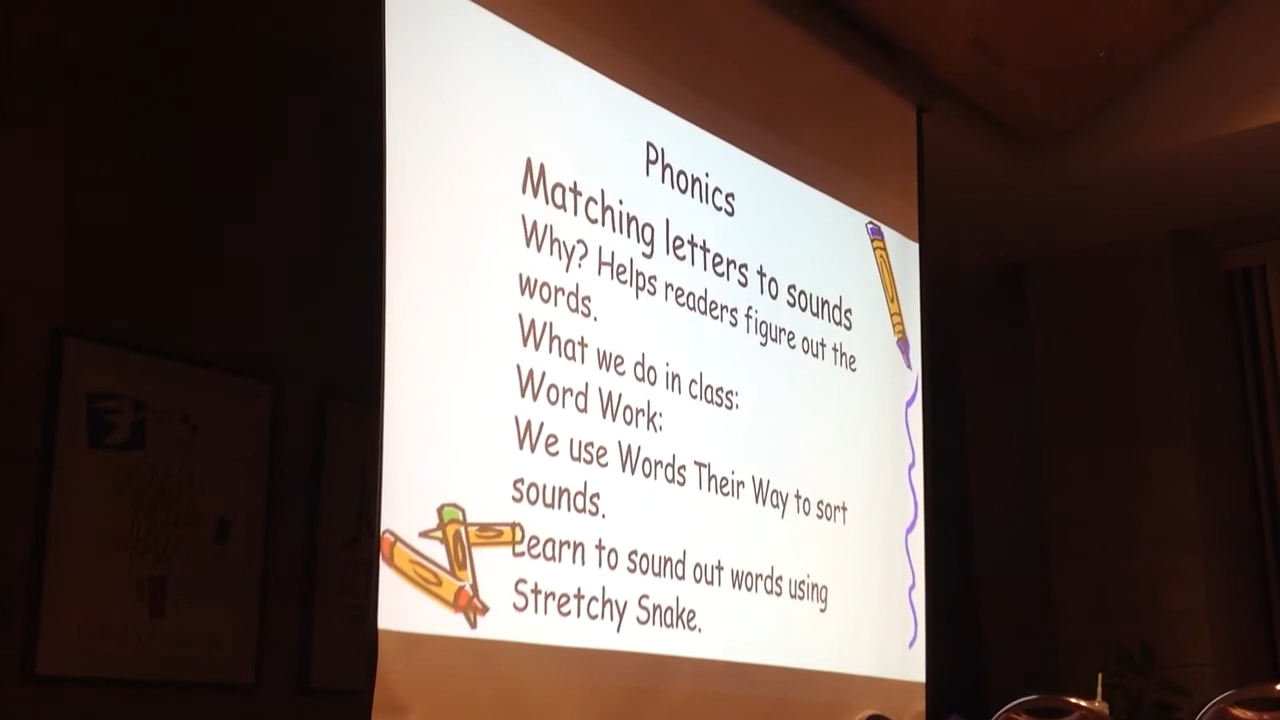 Phonics
Matching letters to sounds
Why? Helps readers figure out the
words.
What we do in class:
Word Work:
We use Words Their Way to sort
sounds.
Learn to sound out words using
Stretchy Snake.